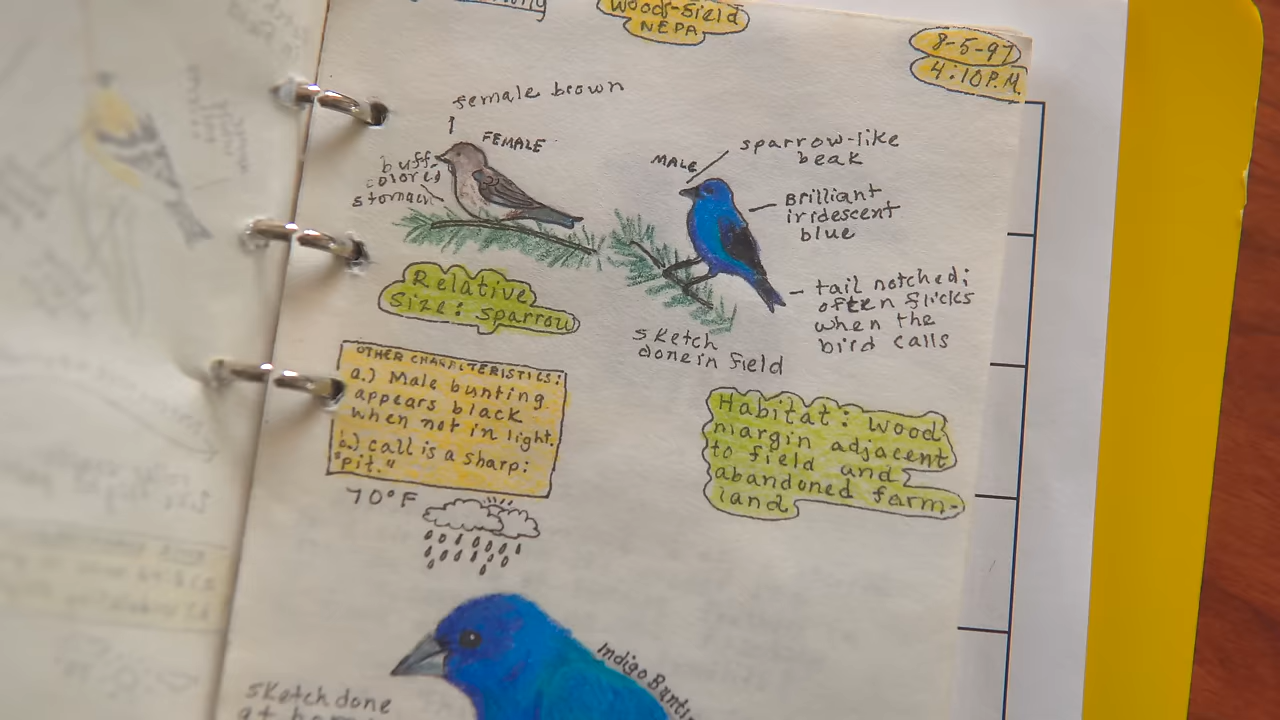 Woods-field
NEPA
8-5-97
4:10P.M.
female brown
FEMALE
buff
colored
stomach
MALE
sparrow-like
beak
Brilliant
irridescent
blue
tail notched;
often flicks
when the
bird calls
sketch
done in field
Relative
Size: sparrow
OTHER CHARACTERISTICS:
a.) Male bunting
appears black
when not in light.
b.) call is a sharp:
"pit."
Habitat: wood
margin adjacent
to field and
abandoned farm-
land
70°F
Indigo Bunti
sketch done
at